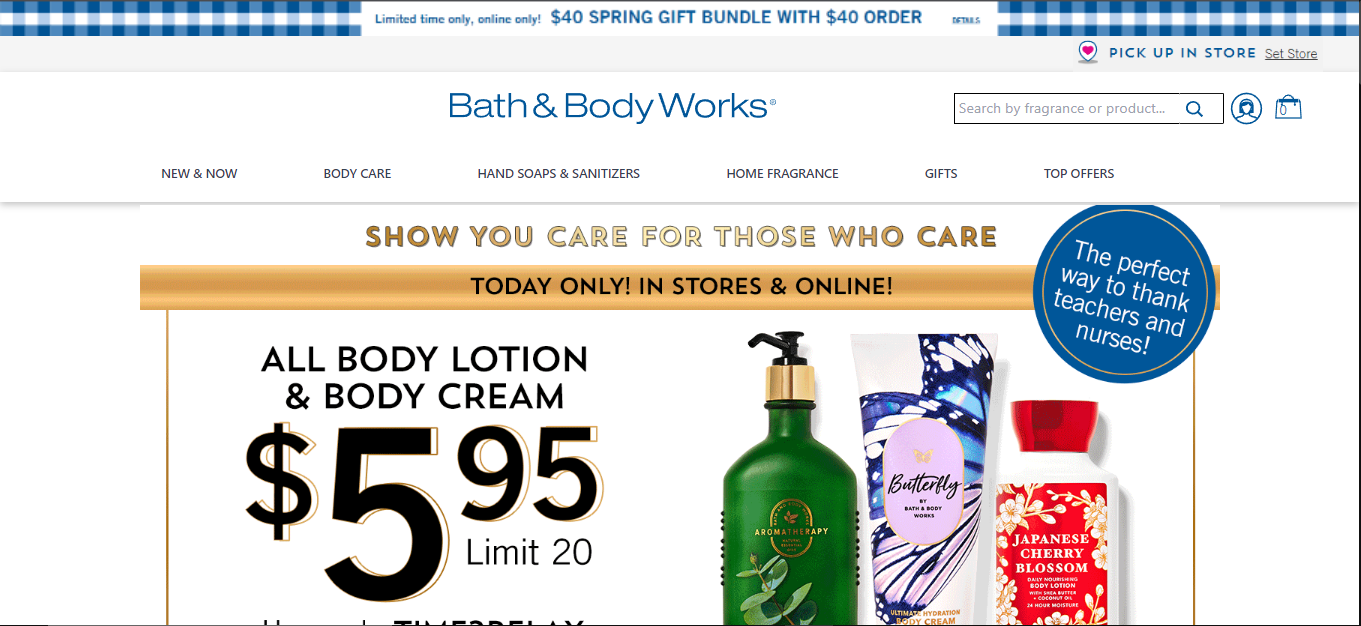 Limited time only, online only! $40 SPRING GIFT BUNDLE WITH $40 ORDER DETAILS
PICK UP IN STORE Set Store
Bath & Body Works®
Search by fragrance or product...
0
NEW & NOW BODY CARE HAND SOAPS & SANITIZERS HOME FRAGRANCE GIFTS TOP OFFERS
SHOW YOU CARE FOR THOSE WHO CARE
TODAY ONLY! IN STORES & ONLINE!
The perfect
way to thank
teachers and
nurses!
ALL BODY LOTION
& BODY CREAM
$5.95
Limit 20
AROMATHERAPY
Butterfly
BY
BATH & BODY
WORKS
ULTIMATE HYDRATION
BODY CREAM
JAPANESE
CHERRY
BLOSSOM
DAILY NOURISHING
BODY LOTION
WITH SHEA BUTTER
+ COCONUT OIL
24 HOUR MOISTURE